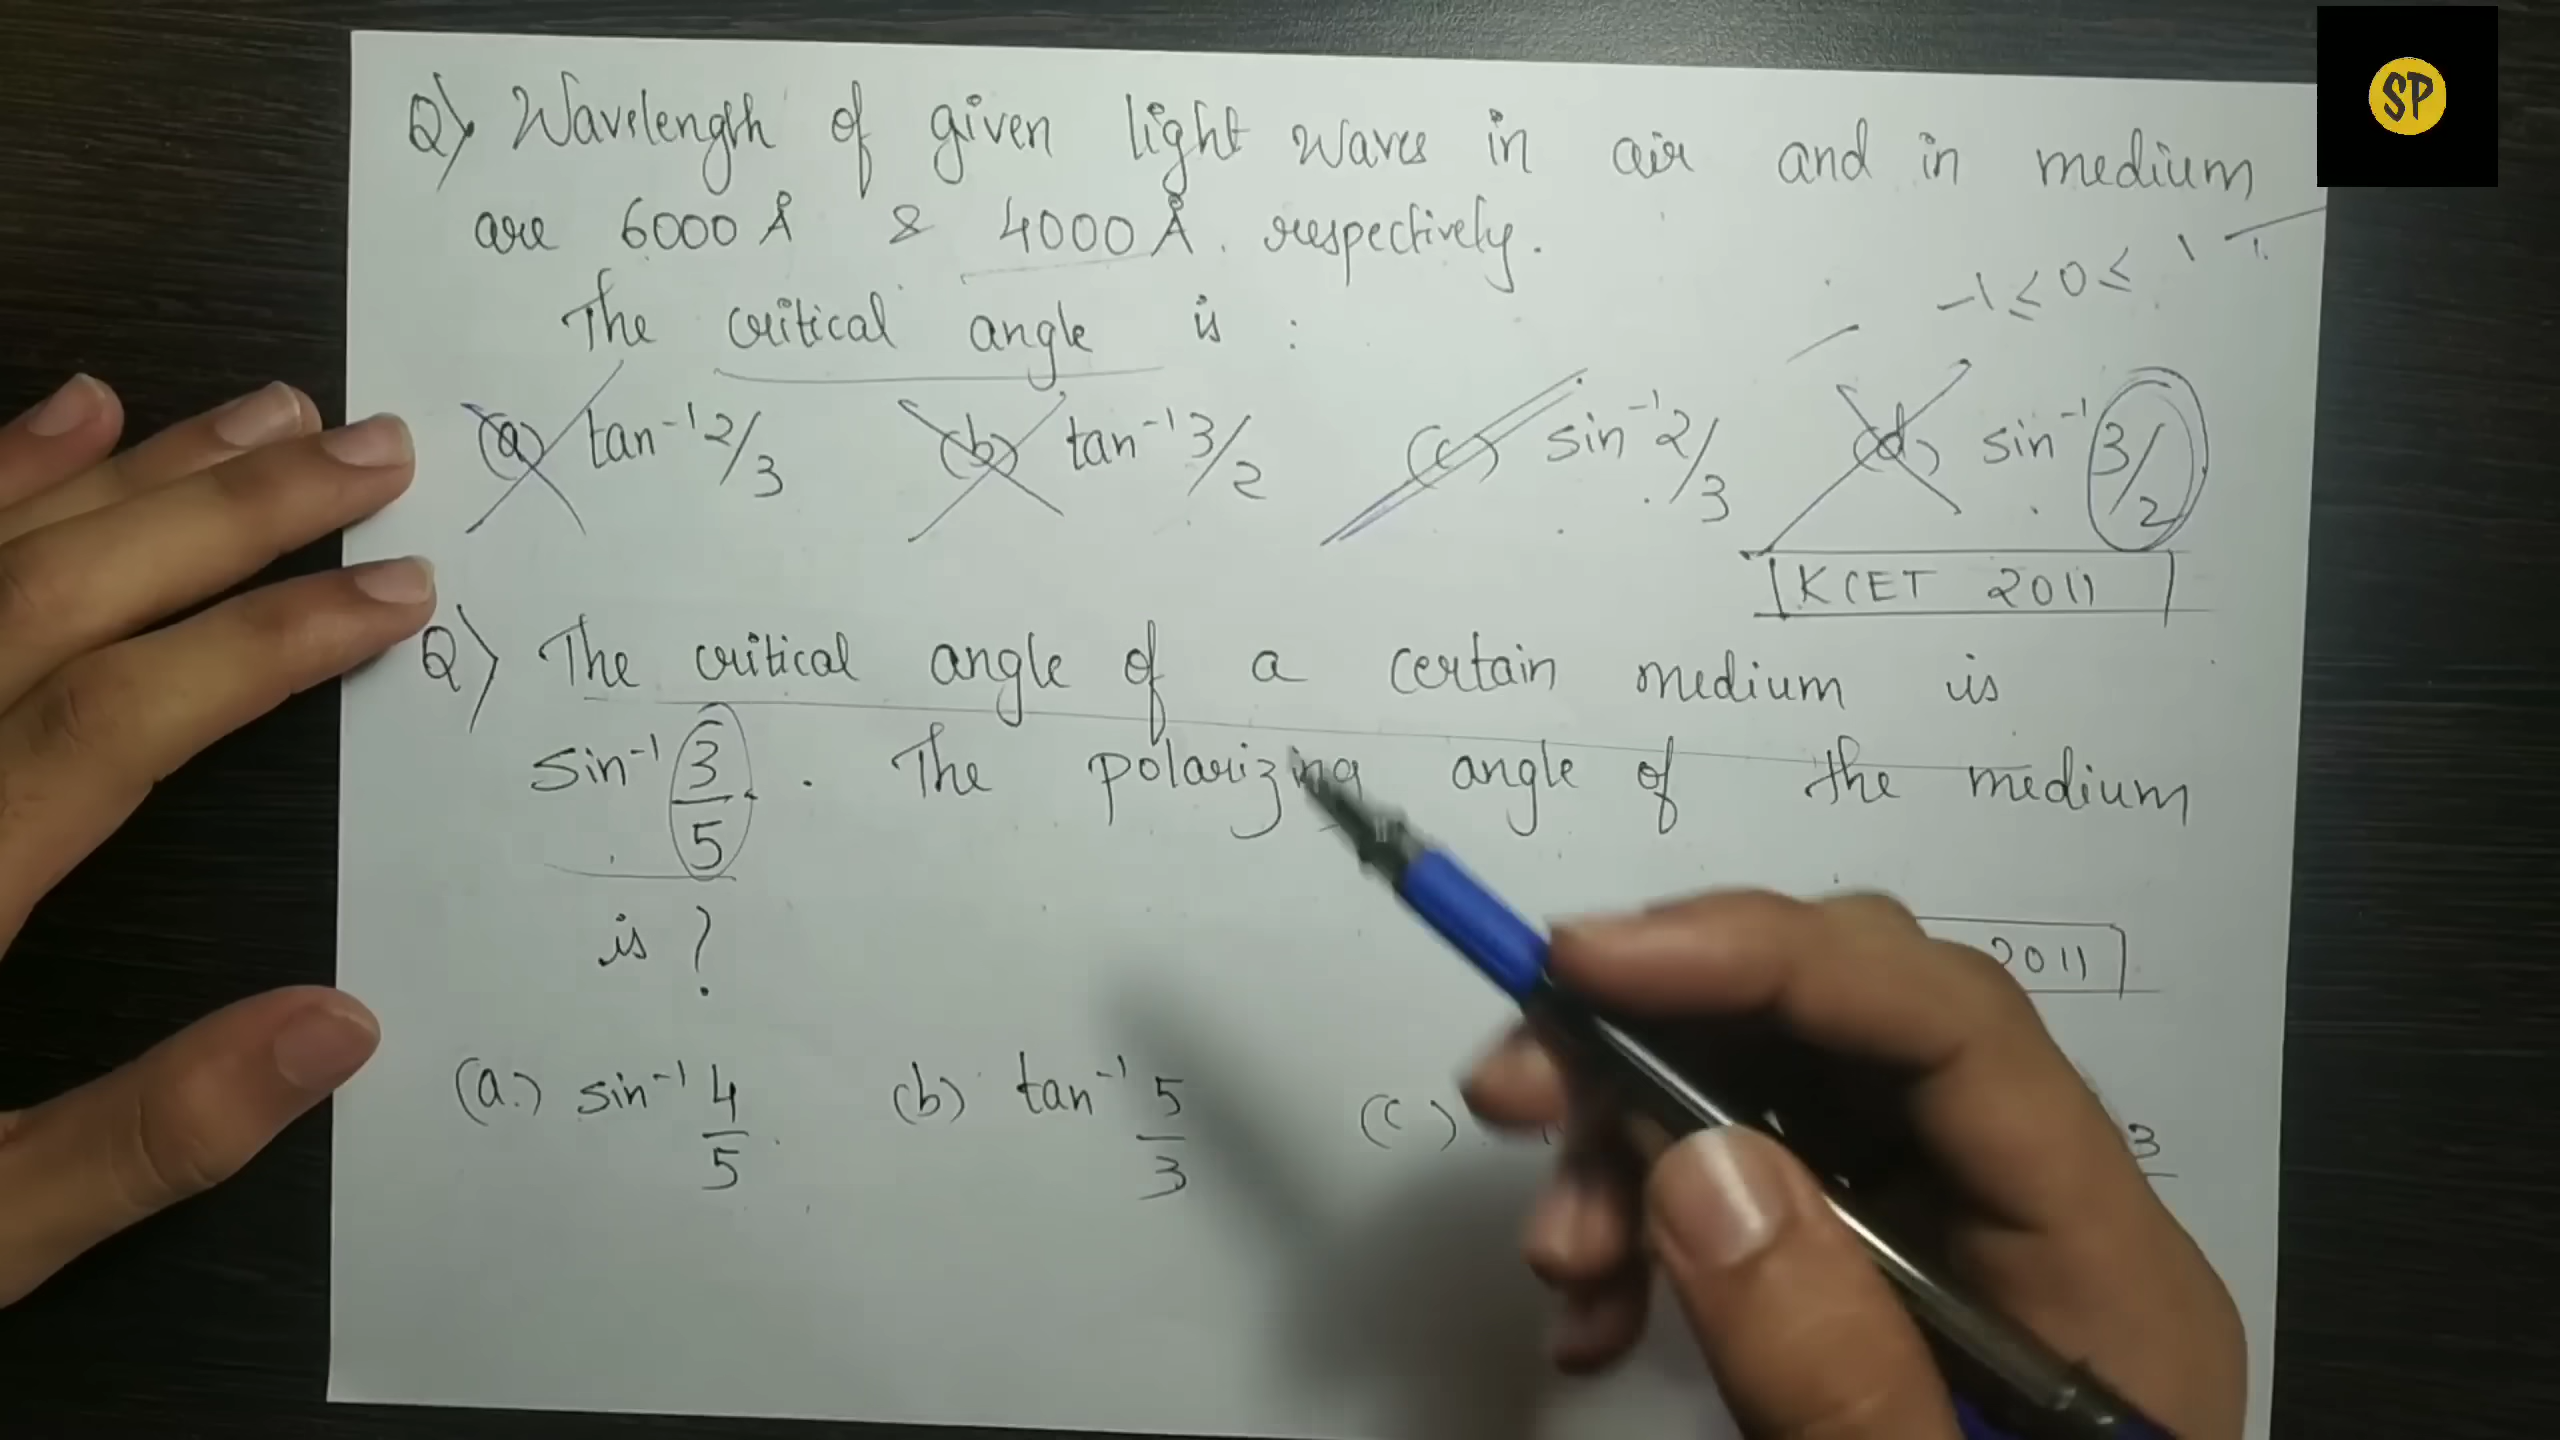 SP
Q) Wavelength of given light waves in air and in medium
are 6000 Å & 4000 Å. respectively.
-1 ≤ 0 ≤ 1
The critical angle is :
(a) tan⁻¹ 2/3 (b) tan⁻¹ 3/2 (c) sin⁻¹ 2/3 (d) sin⁻¹ 3/2
KCET 2011
Q) The critical angle of a certain medium is
sin⁻¹ 3/5. The polarizing angle of the medium
is ?
2011
(a.) sin⁻¹ 4/5 (b) tan⁻¹ 5/3 (c) 3